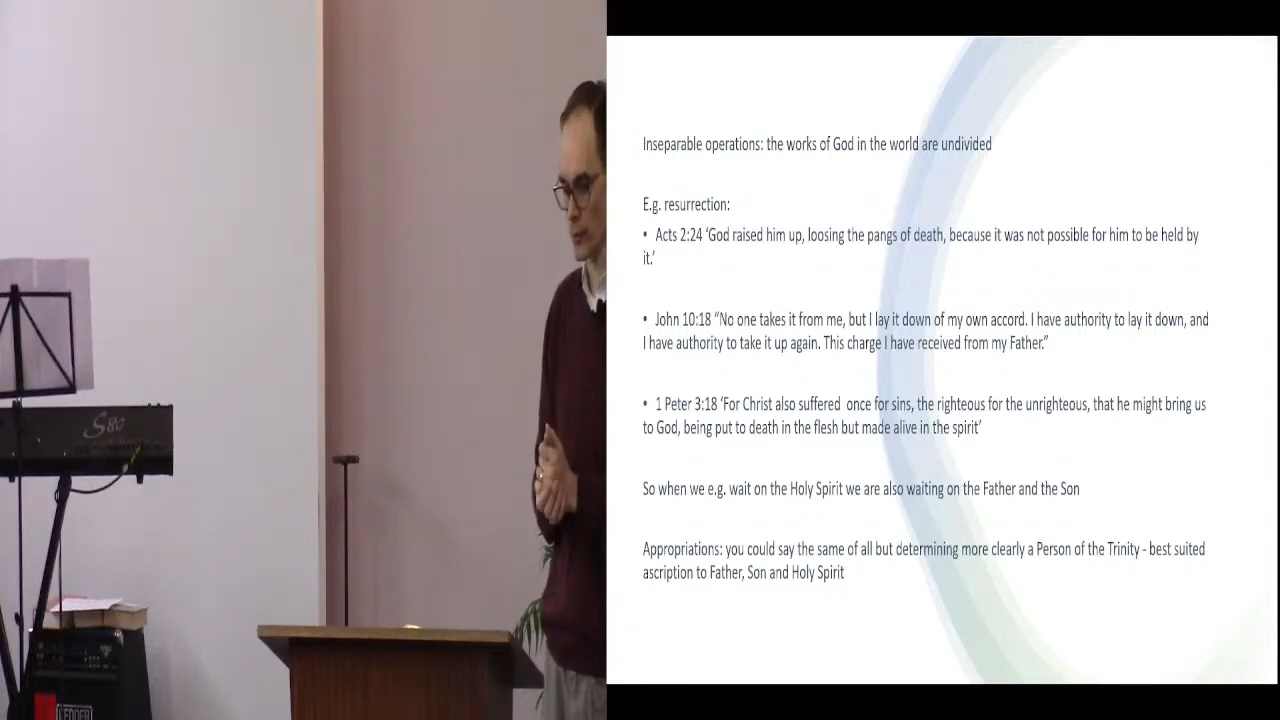 Inseparable operations: the works of God in the world are undivided
E.g. resurrection:
• Acts 2:24 ‘God raised him up, loosing the pangs of death, because it was not possible for him to be held by
it.’
• John 10:18 “No one takes it from me, but I lay it down of my own accord. I have authority to lay it down, and
I have authority to take it up again. This charge I have received from my Father.”
• 1 Peter 3:18 ‘For Christ also suffered  once for sins, the righteous for the unrighteous, that he might bring us
to God, being put to death in the flesh but made alive in the spirit’
So when we e.g. wait on the Holy Spirit we are also waiting on the Father and the Son
Appropriations: you could say the same of all but determining more clearly a Person of the Trinity - best suited
ascription to Father, Son and Holy Spirit
S80